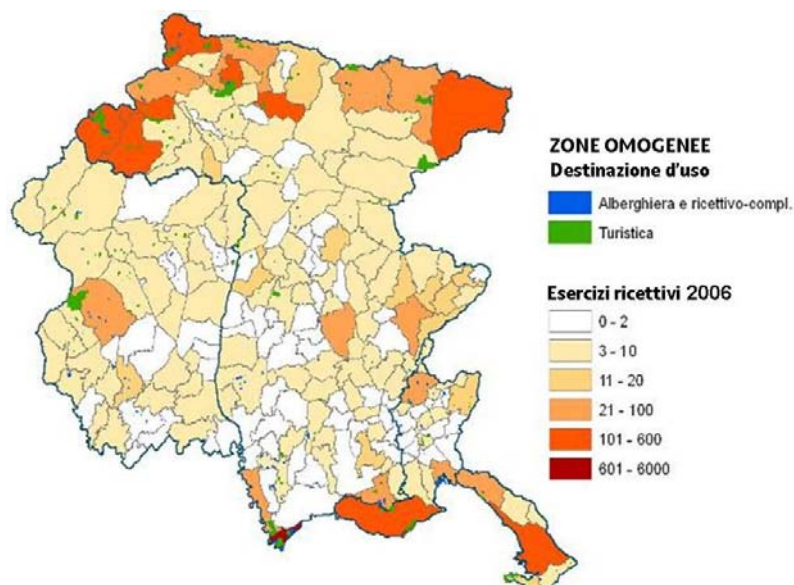 ZONE OMOGENEE
Destinazione d'uso
Alberghiera e ricettivo-compl.
Turistica
Esercizi ricettivi 2006
0 - 2
3 - 10
11 - 20
21 - 100
101 - 600
601 - 6000